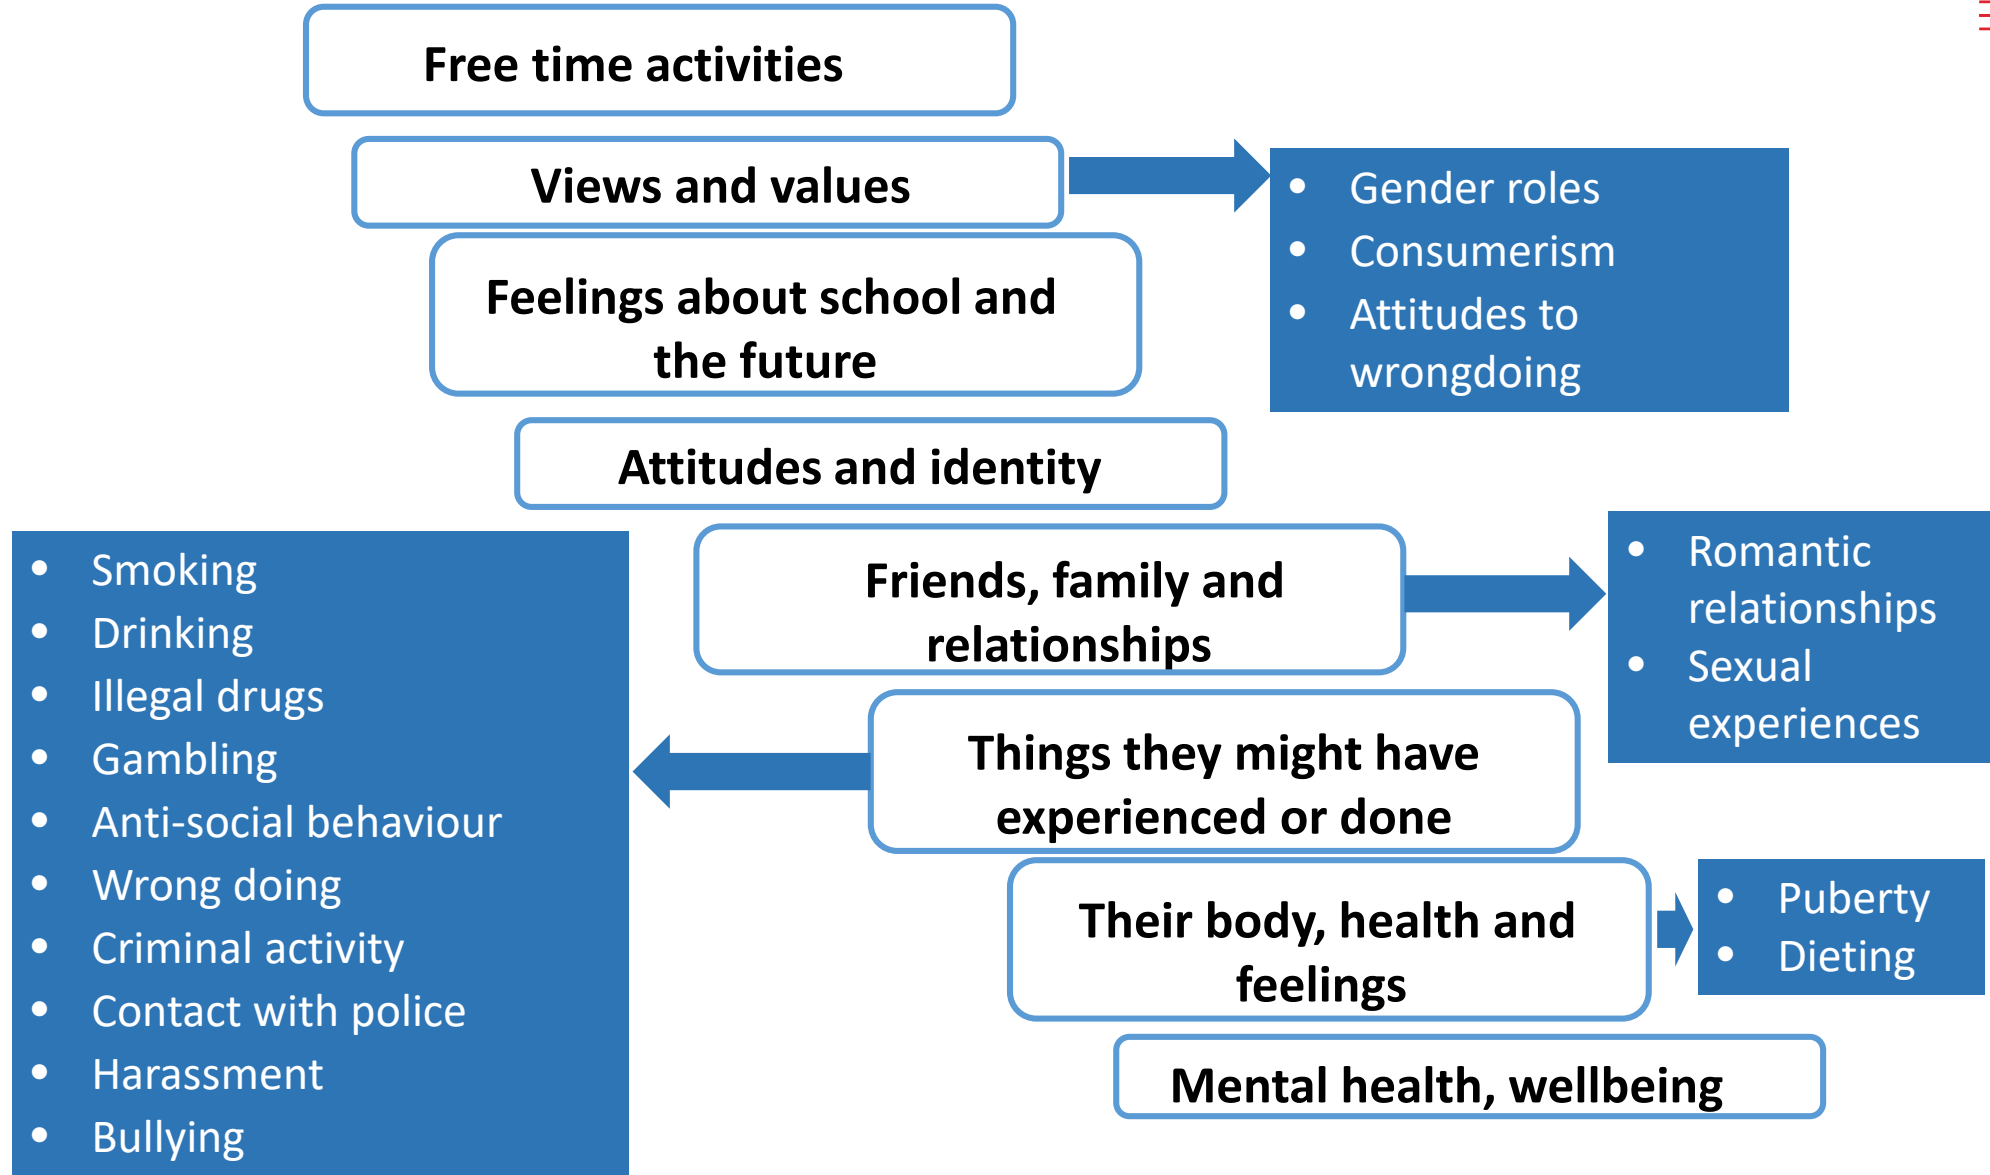 Free time activities
Views and values
• Gender roles
• Consumerism
• Attitudes to
wrongdoing
Feelings about school and
the future
Attitudes and identity
Friends, family and
relationships
• Romantic
relationships
• Sexual
experiences
Things they might have
experienced or done
• Smoking
• Drinking
• Illegal drugs
• Gambling
• Anti-social behaviour
• Wrong doing
• Criminal activity
• Contact with police
• Harassment
• Bullying
Their body, health and
feelings
• Puberty
• Dieting
Mental health, wellbeing